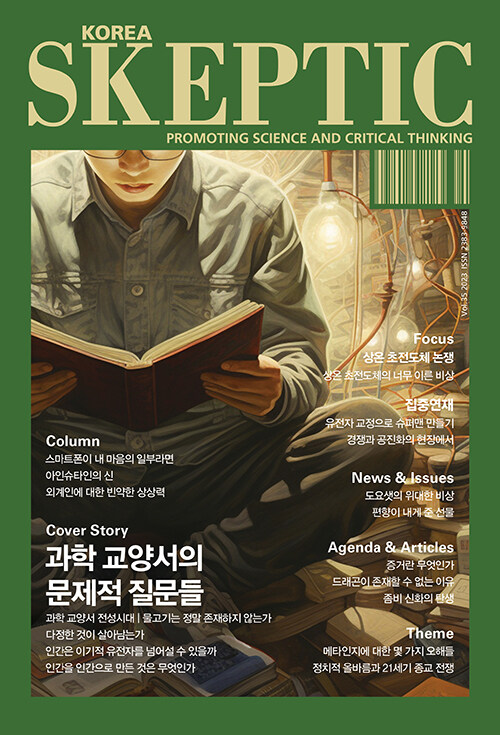 KOREA
SKEPTIC
PROMOTING SCIENCE AND CRITICAL THINKING
Vol.35 2023 ISSN 2383-9848
Focus
상온 초전도체 논쟁
상온 초전도체의 너무 이른 비상
집중연재
유전자 교정으로 슈퍼맨 만들기
경쟁과 공진화의 현장에서
News & Issues
도요새의 위대한 비상
편향이 내게 준 선물
Agenda & Articles
증거란 무엇인가
드래곤이 존재할 수 없는 이유
좀비 신화의 탄생
Theme
메타인지에 대한 몇 가지 오해들
정치적 올바름과 21세기 종교 전쟁
Column
스마트폰이 내 마음의 일부라면
아인슈타인의 신
외계인에 대한 빈약한 상상력
Cover Story
과학 교양서의
문제적 질문들
과학 교양서 전성시대 | 물고기는 정말 존재하지 않는가
다정한 것이 살아남는가
인간은 이기적 유전자를 넘어설 수 있을까
인간을 인간으로 만든 것은 무엇인가